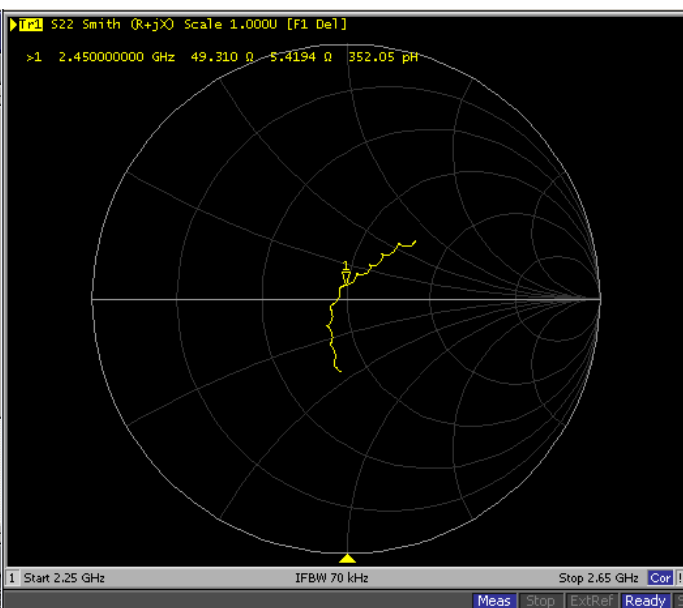 Tr1 S22 Smith (R+jX) Scale 1.000U [F1 Del]
>1 2.450000000 GHz 49.310 Ω 5.4194 Ω 352.05 pH
1
1 Start 2.25 GHz IFBW 70 kHz Stop 2.65 GHz Cor !
Meas Stop ExtRef Ready S